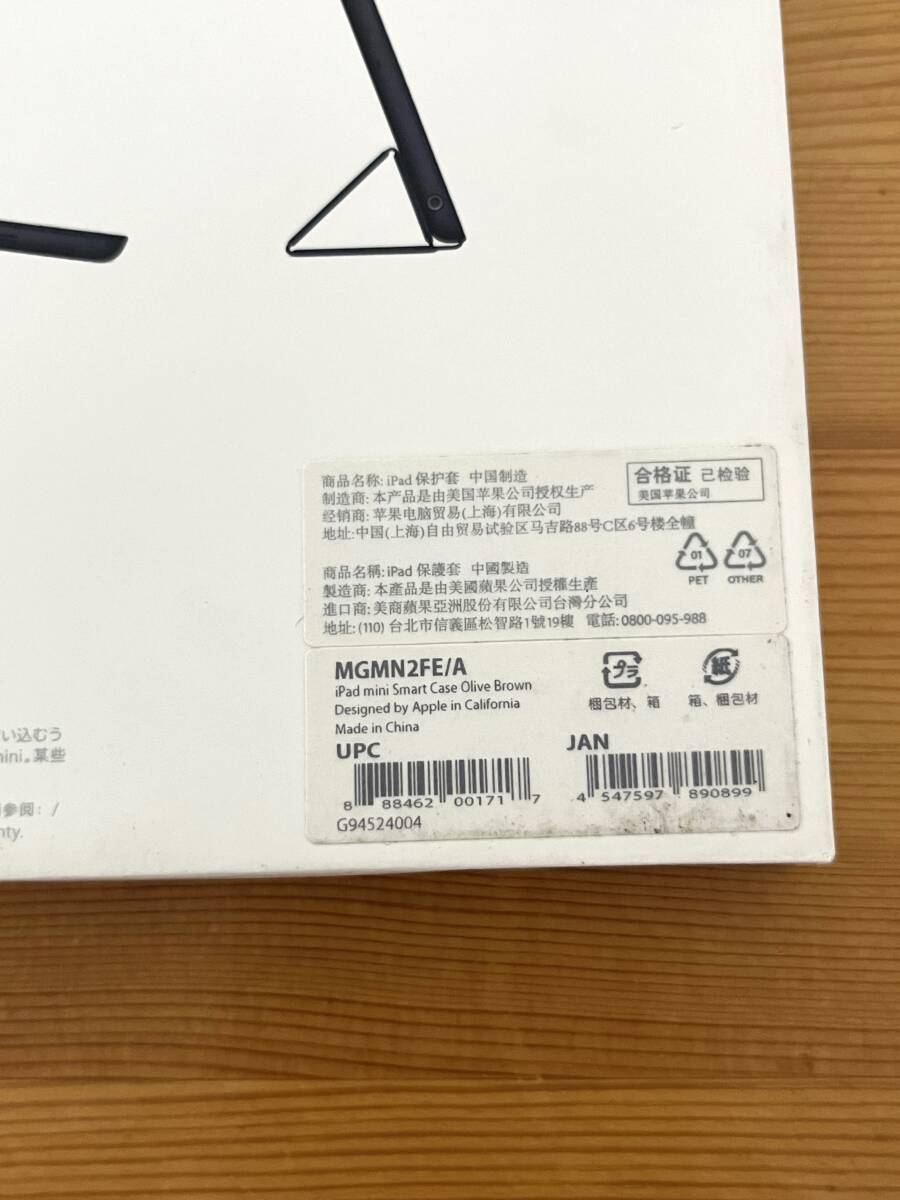 商品名称: iPad 保护套 中国制造
制造商: 本产品是由美国苹果公司授权生产
经销商: 苹果电脑贸易(上海)有限公司
地址:中国(上海)自由贸易试验区马吉路88号C区6号楼全幢
合格证 己检验
美国苹果公司
01
PET
07
OTHER
商品名稱: iPad 保護套 中國製造
製造商: 本產品是由美國蘋果公司授權生產
進口商: 美商蘋果亞洲股份有限公司台灣分公司
地址: (110) 台北市信義區松智路1號19樓 電話: 0800-095-988
MGMN2FE/A
iPad mini Smart Case Olive Brown
Designed by Apple in California
Made in China
プラ
梱包材、箱
紙
箱、梱包材
UPC
8 88462 00171 7
JAN
4 547597 890899
G94524004
い込むう
mini。某些
参阅: /
nty.